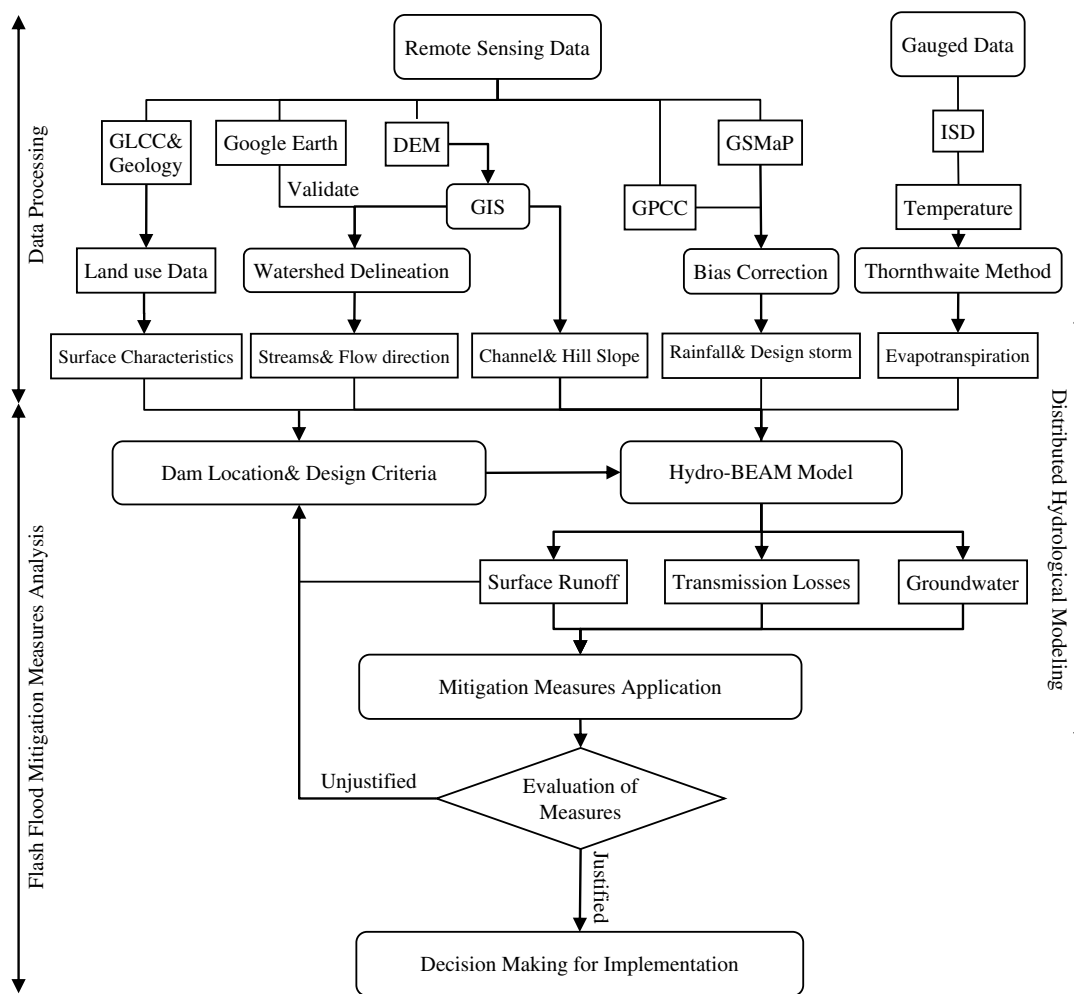 Remote Sensing Data
Gauged Data
GLCC&
Geology
Google Earth
DEM
GSMaP
ISD
Validate
GIS
GPCC
Temperature
Land use Data
Watershed Delineation
Bias Correction
Thornthwaite Method
Surface Characteristics
Streams& Flow direction
Channel& Hill Slope
Rainfall& Design storm
Evapotranspiration
Data Processing
Dam Location& Design Criteria
Hydro-BEAM Model
Surface Runoff
Transmission Losses
Groundwater
Distributed Hydrological Modeling
Mitigation Measures Application
Unjustified
Evaluation of
Measures
Justified
Flash Flood Mitigation Measures Analysis
Decision Making for Implementation